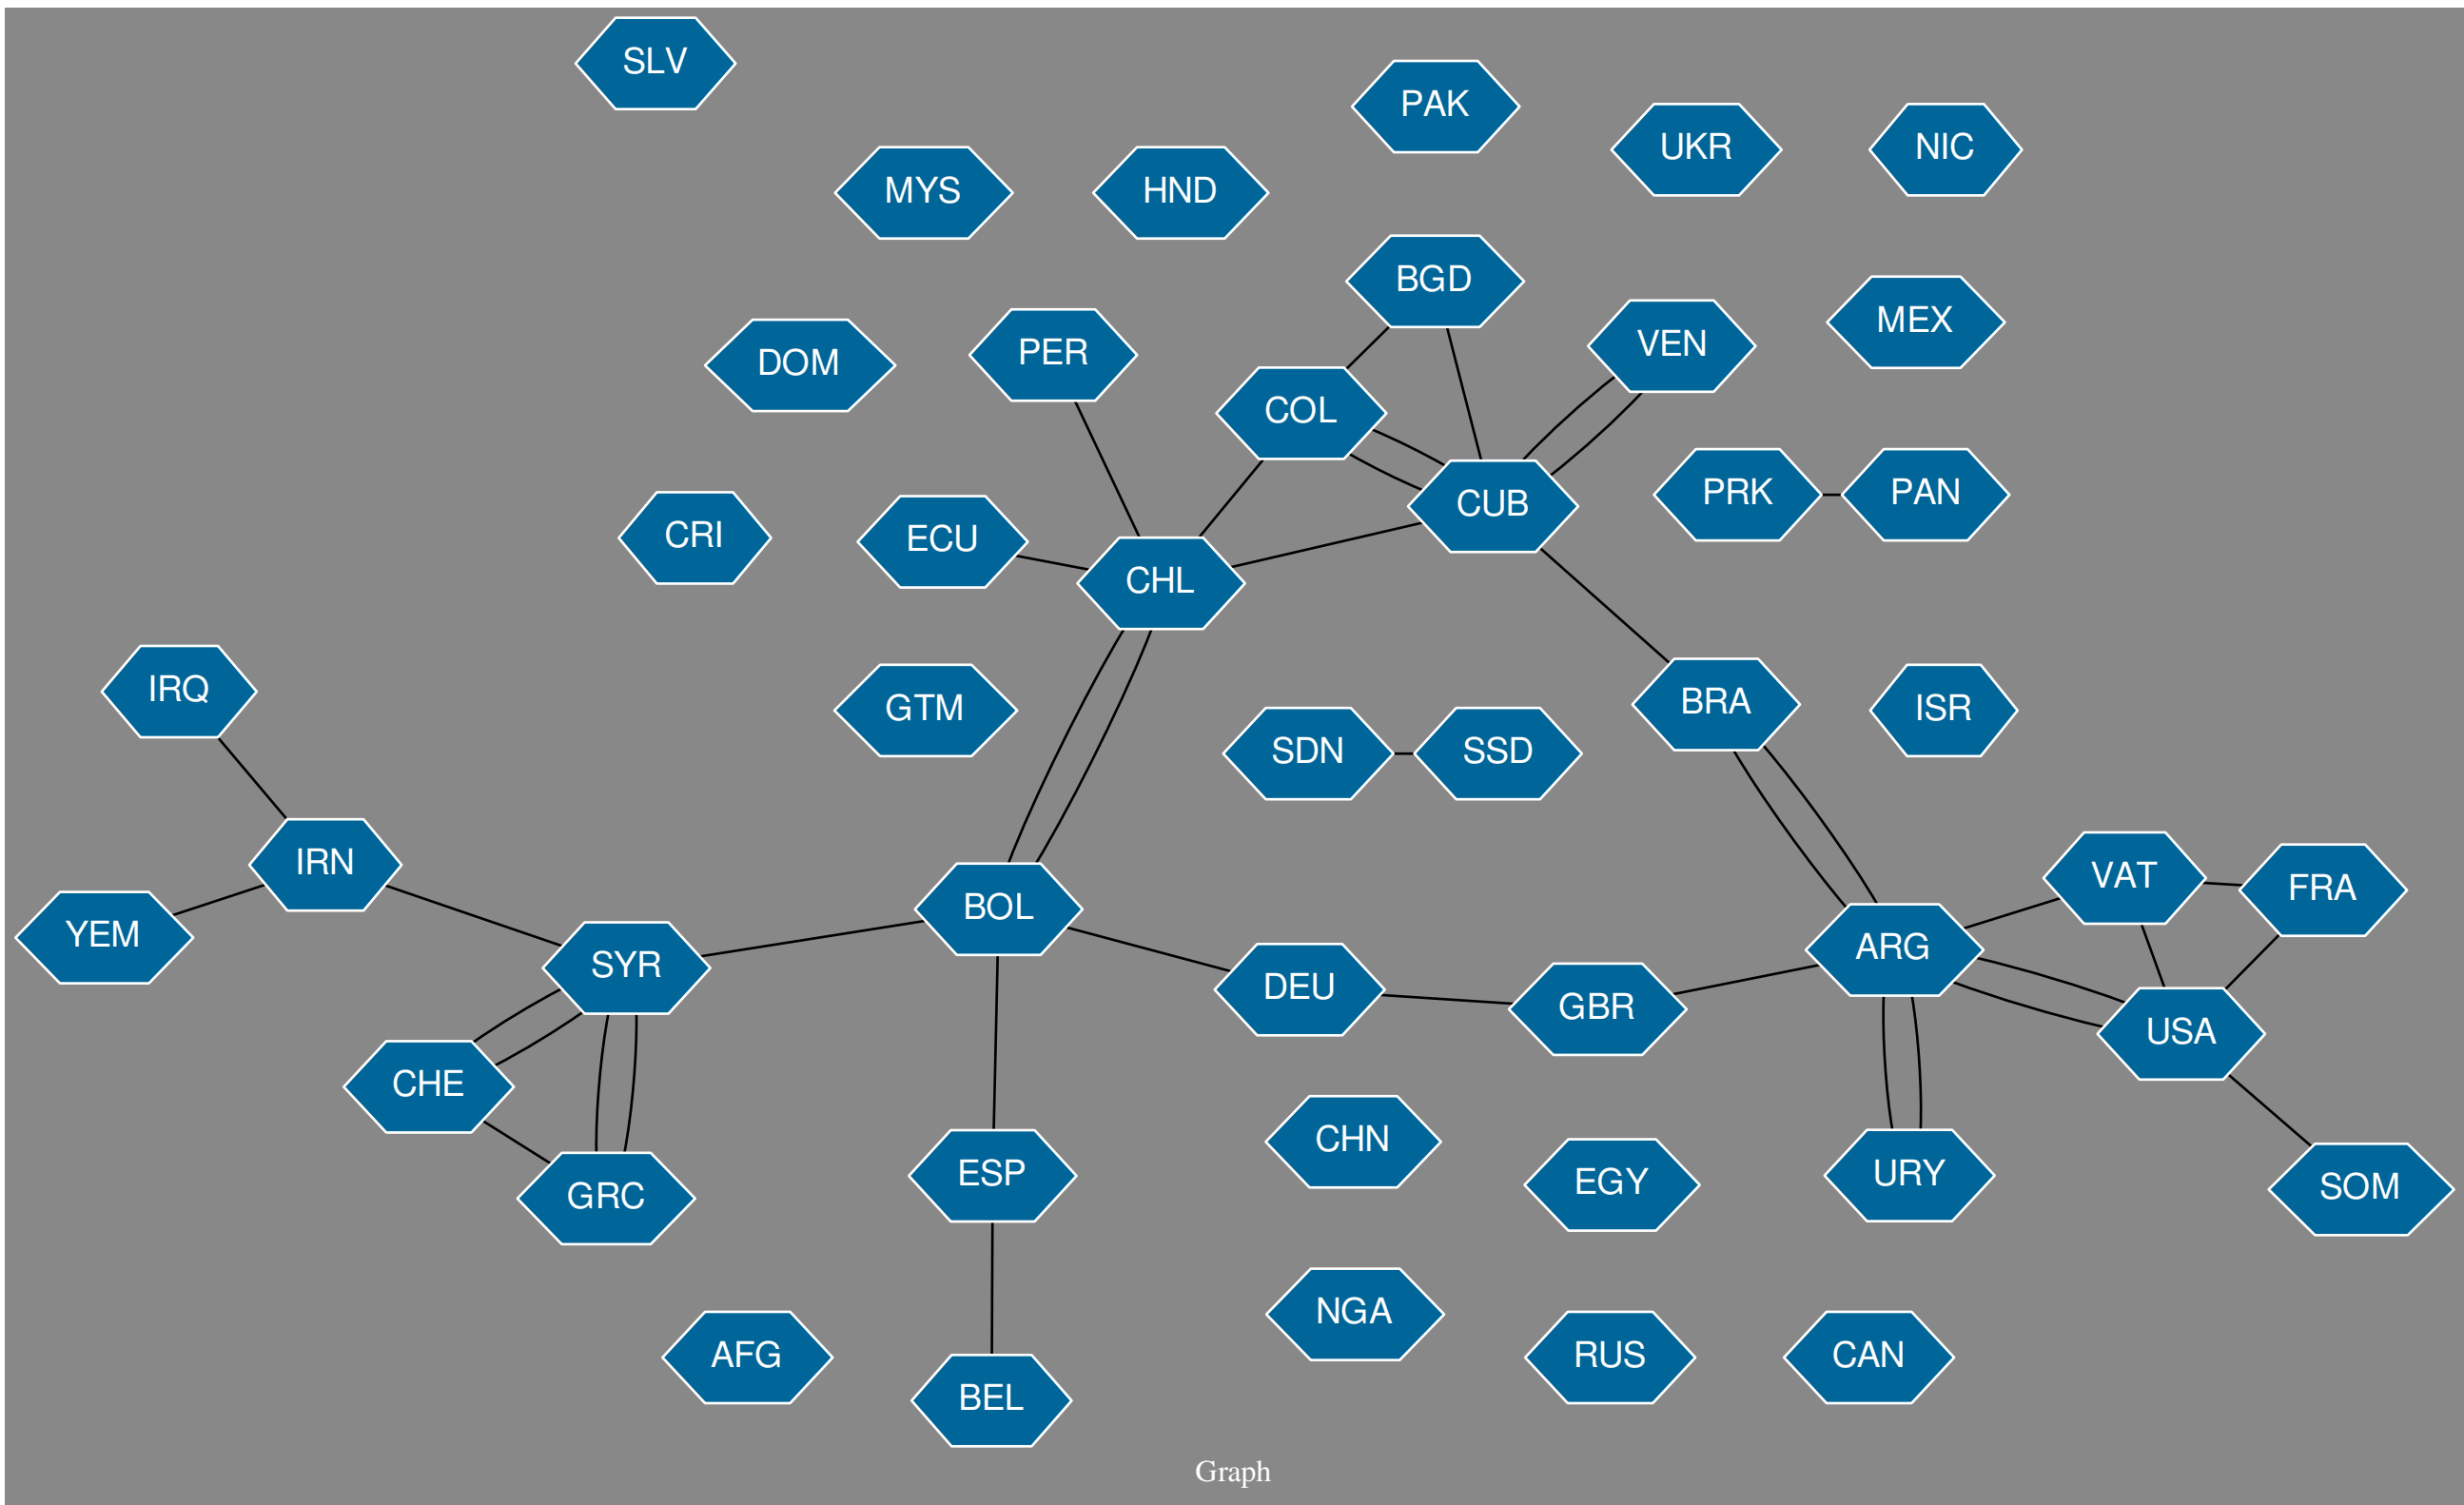 SLV
PAK
UKR
NIC
MYS
HND
BGD
MEX
VEN
PER
DOM
COL
PRK
PAN
CUB
CRI
ECU
CHL
IRQ
BRA
GTM
ISR
SDN
SSD
IRN
VAT
FRA
BOL
YEM
ARG
SYR
DEU
GBR
USA
CHE
CHN
ESP
URY
EGY
SOM
GRC
NGA
AFG
RUS
CAN
BEL
Graph